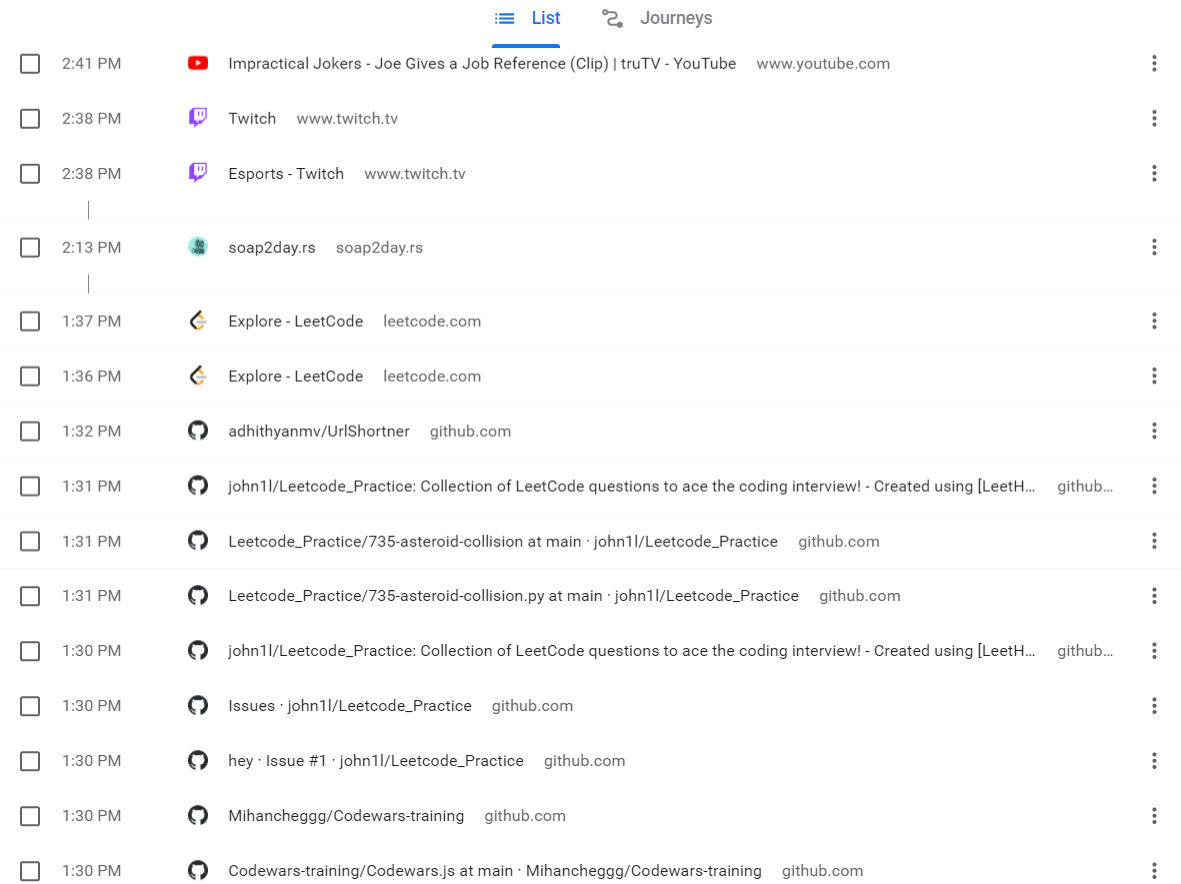 List Journeys
2:41 PM Impractical Jokers - Joe Gives a Job Reference (Clip) | truTV - YouTube www.youtube.com
2:38 PM Twitch www.twitch.tv
2:38 PM Esports - Twitch www.twitch.tv
2:13 PM soap2day.rs soap2day.rs
1:37 PM Explore - LeetCode leetcode.com
1:36 PM Explore - LeetCode leetcode.com
1:32 PM adhithyanmv/UrlShortner github.com
1:31 PM john1l/Leetcode_Practice: Collection of LeetCode questions to ace the coding interview! - Created using [LeetH... github...
1:31 PM Leetcode_Practice/735-asteroid-collision at main · john1l/Leetcode_Practice github.com
1:31 PM Leetcode_Practice/735-asteroid-collision.py at main · john1l/Leetcode_Practice github.com
1:30 PM john1l/Leetcode_Practice: Collection of LeetCode questions to ace the coding interview! - Created using [LeetH... github...
1:30 PM Issues · john1l/Leetcode_Practice github.com
1:30 PM hey · Issue #1 · john1l/Leetcode_Practice github.com
1:30 PM Mihancheggg/Codewars-training github.com
1:30 PM Codewars-training/Codewars.js at main · Mihancheggg/Codewars-training github.com